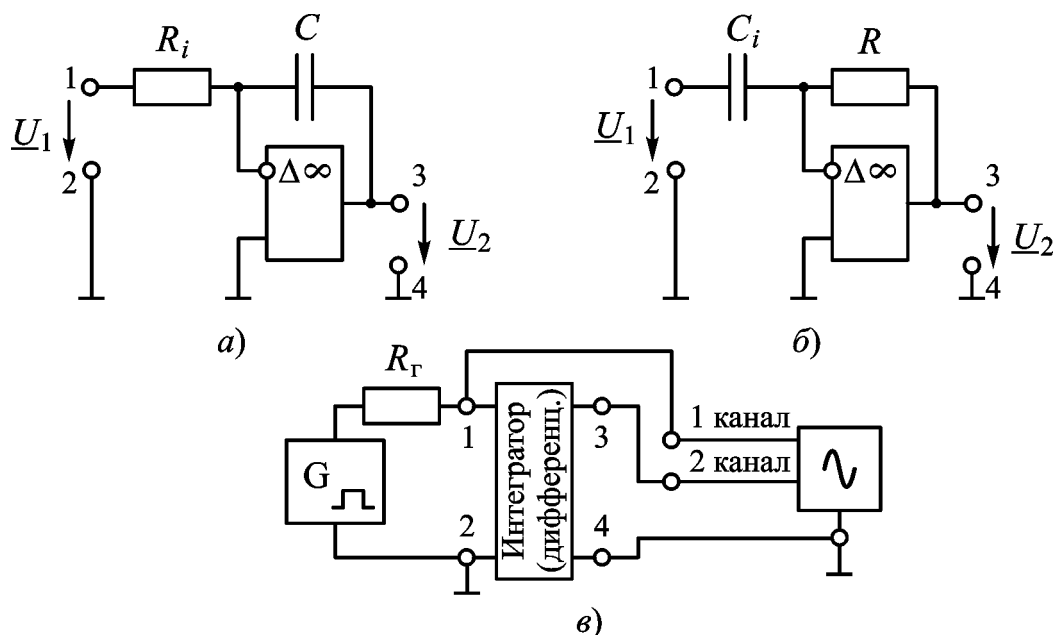 R_i
C
1
U_1
2
Δ∞
3
U_2
4
а)
C_i
R
1
U_1
2
Δ∞
3
U_2
4
б)
R_г
G
1
2
Интегратор
(дифференц.)
3
4
1 канал
2 канал
в)